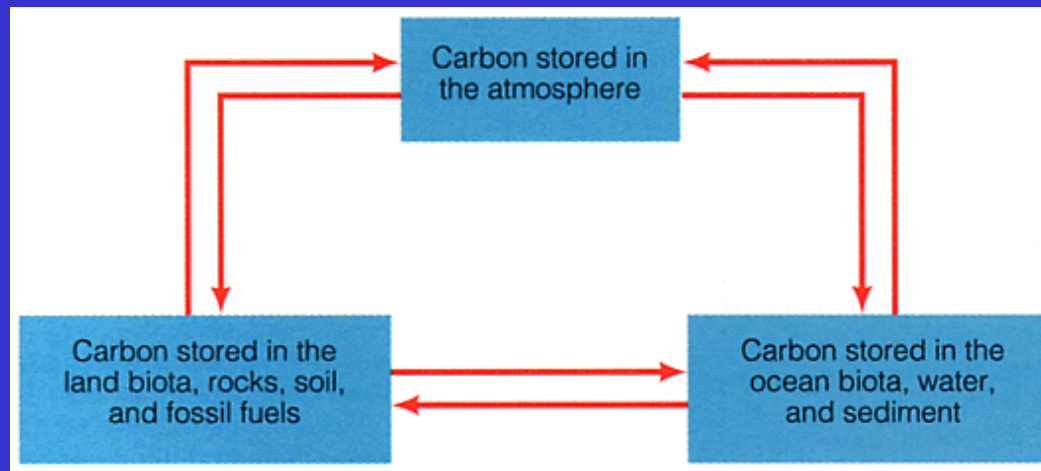 Carbon stored in
the atmosphere
Carbon stored in the
land biota, rocks, soil,
and fossil fuels
Carbon stored in the
ocean biota, water,
and sediment